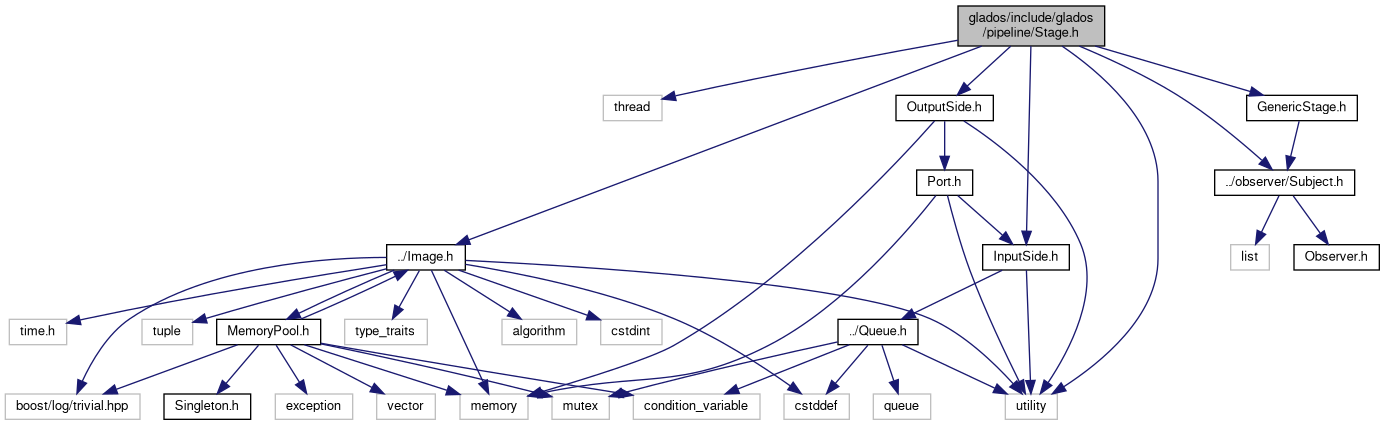 glados/include/glados
/pipeline/Stage.h
thread
OutputSide.h
GenericStage.h
Port.h
../observer/Subject.h
../Image.h
InputSide.h
list
Observer.h
time.h
tuple
MemoryPool.h
type_traits
algorithm
cstdint
../Queue.h
boost/log/trivial.hpp
Singleton.h
exception
vector
memory
mutex
condition_variable
cstddef
queue
utility